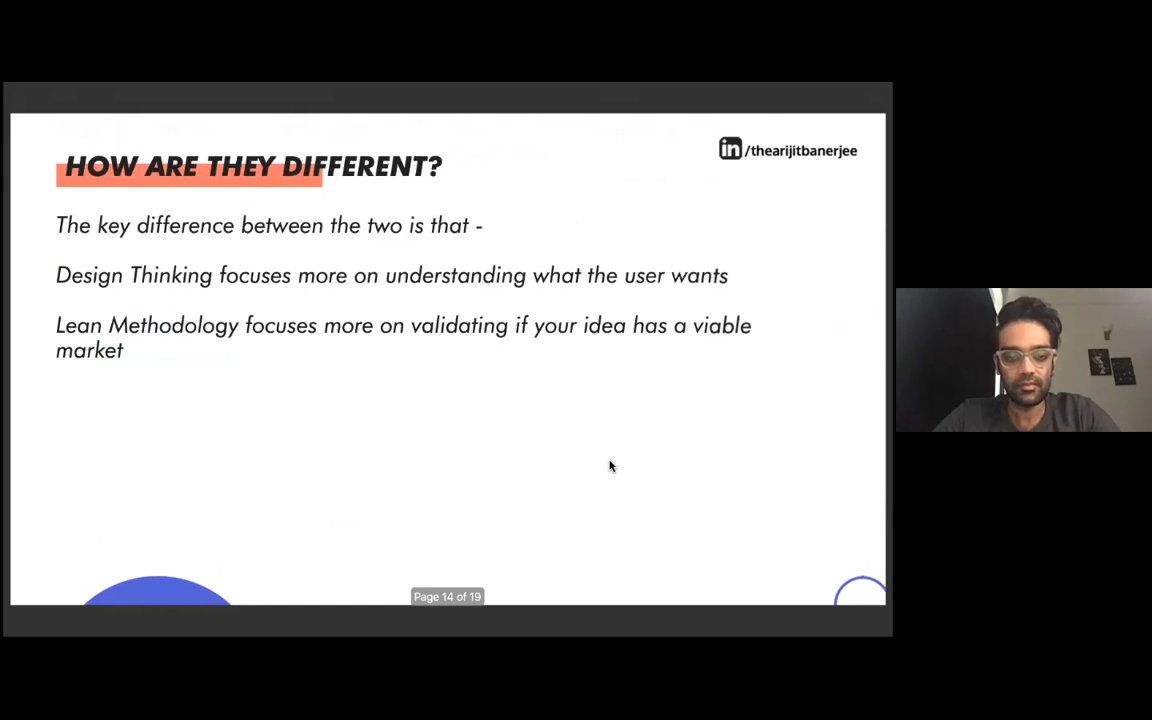 HOW ARE THEY DIFFERENT?
in/thearijitbanerjee
The key difference between the two is that -
Design Thinking focuses more on understanding what the user wants
Lean Methodology focuses more on validating if your idea has a viable
market
Page 14 of 19